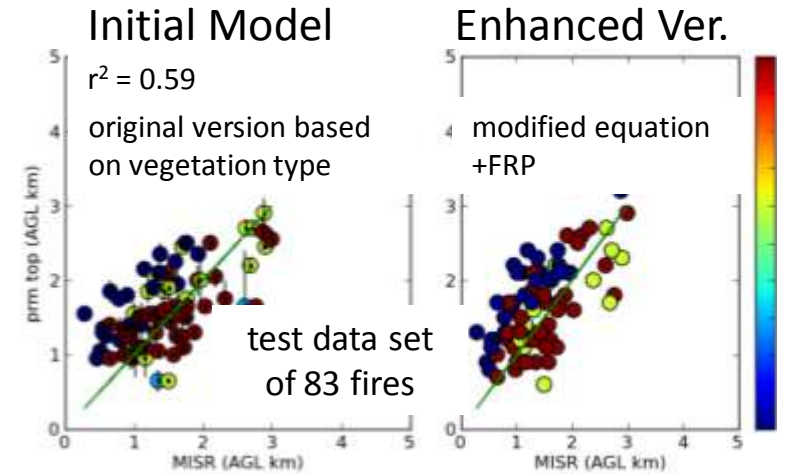 Initial Model
Enhanced Ver.
r² = 0.59
original version based
on vegetation type
modified equation
+FRP
test data set
of 83 fires
prm top (AGL km)
5
4
3
2
1
0
0 1 2 3 4 5
MISR (AGL km)
5
4
3
2
1
0
0 1 2 3 4 5
MISR (AGL km)